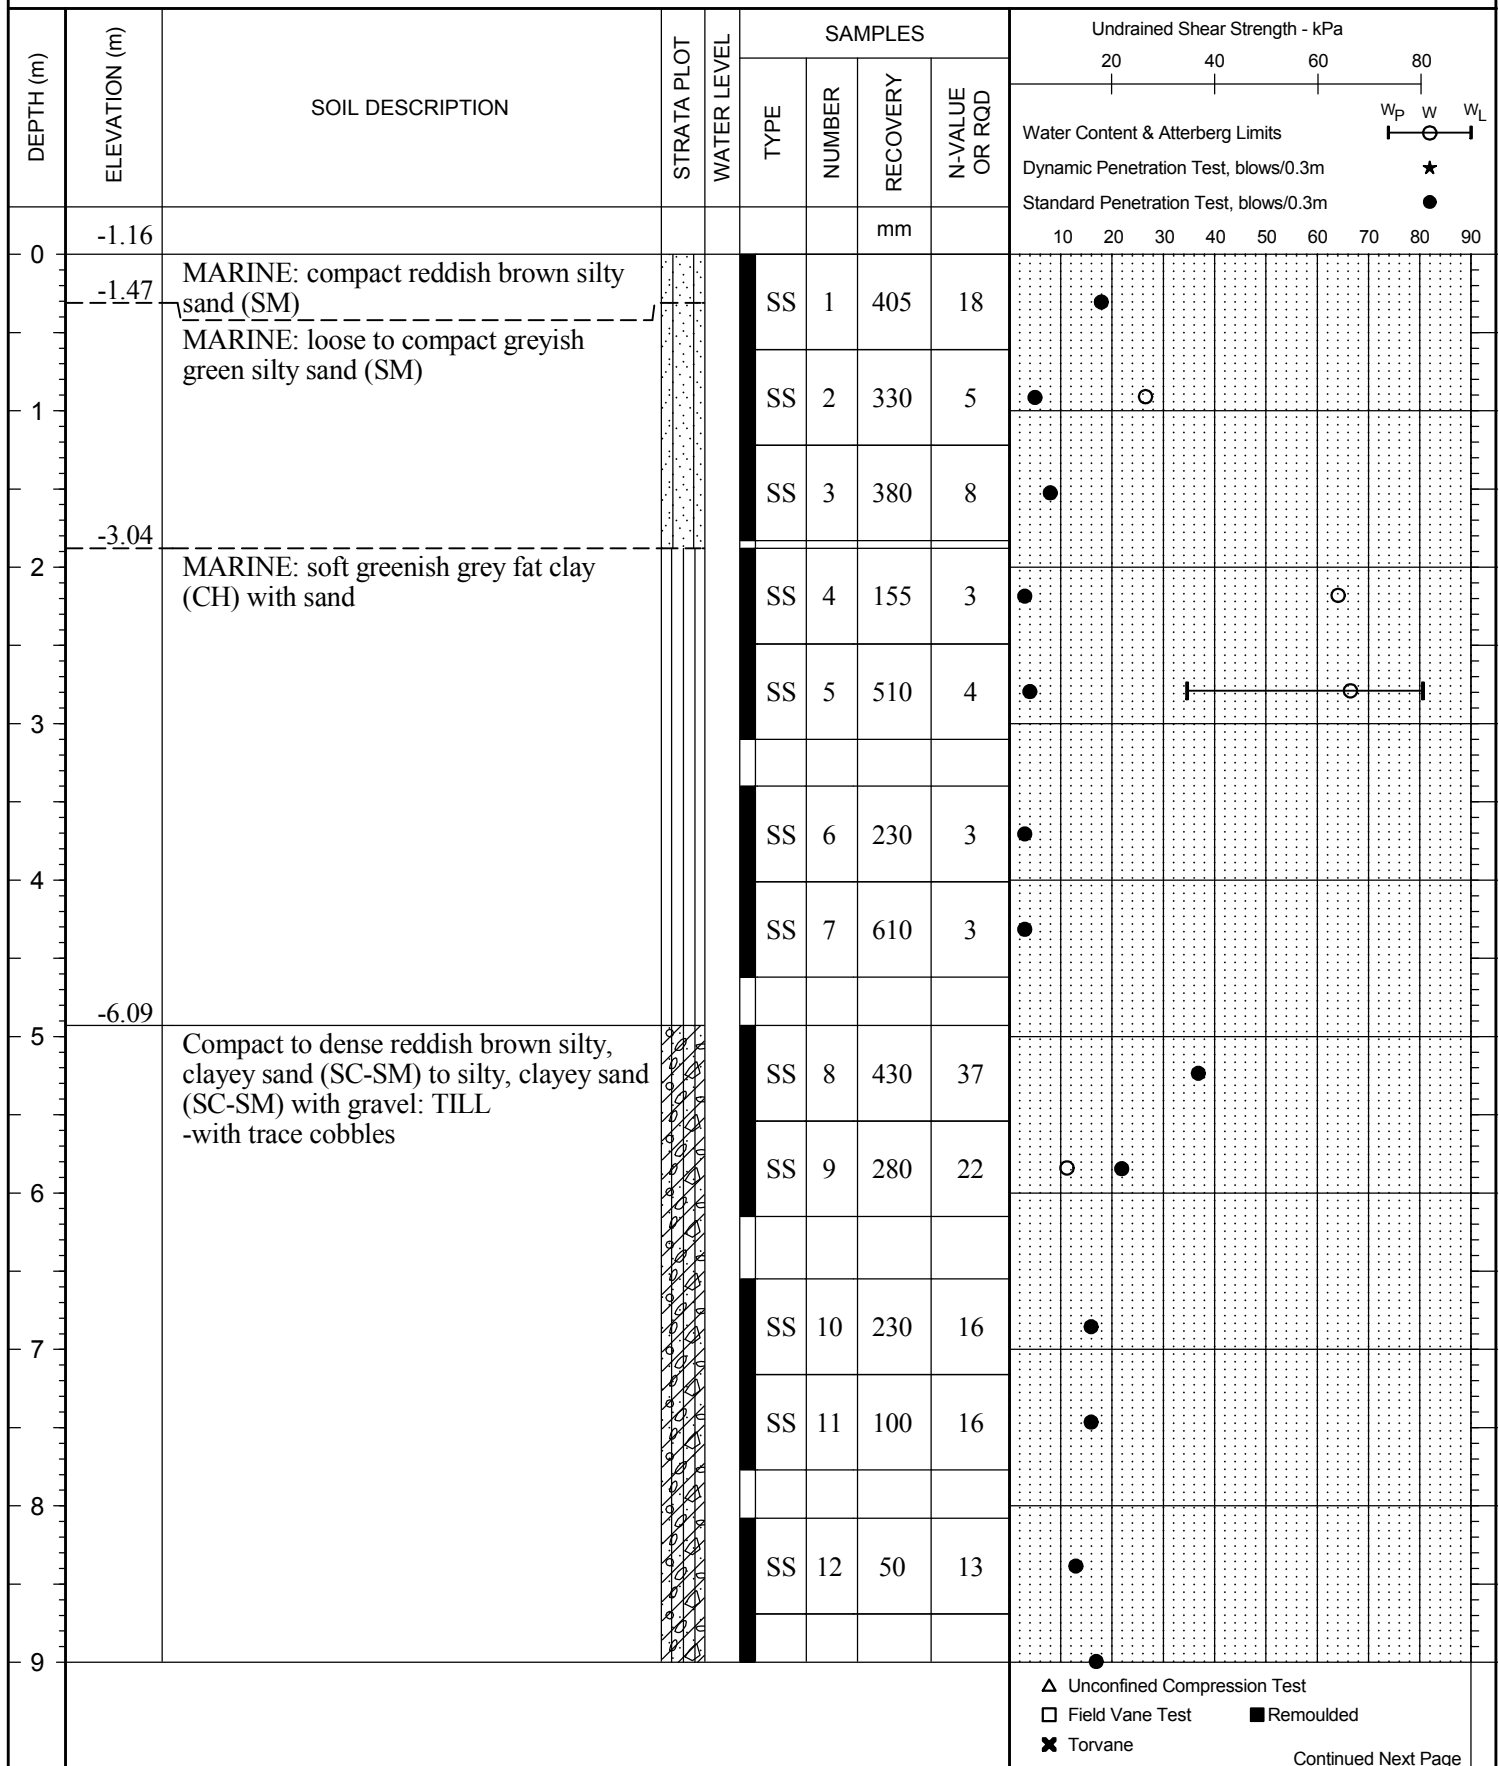 DEPTH (m)
ELEVATION (m)
SOIL DESCRIPTION
STRATA PLOT
WATER LEVEL
SAMPLES
TYPE
NUMBER
RECOVERY
N-VALUE
OR RQD
Undrained Shear Strength - kPa
20 40 60 80
WP W WL
Water Content & Atterberg Limits
Dynamic Penetration Test, blows/0.3m ★
Standard Penetration Test, blows/0.3m ●
-1.16
mm
10 20 30 40 50 60 70 80 90
0
MARINE: compact reddish brown silty
sand (SM)
-1.47
SS 1 405 18
MARINE: loose to compact greyish
green silty sand (SM)
SS 2 330 5
1
SS 3 380 8
-3.04
2
MARINE: soft greenish grey fat clay
(CH) with sand
SS 4 155 3
SS 5 510 4
3
SS 6 230 3
4
SS 7 610 3
-6.09
5
Compact to dense reddish brown silty,
clayey sand (SC-SM) to silty, clayey sand
(SC-SM) with gravel: TILL
-with trace cobbles
SS 8 430 37
SS 9 280 22
6
SS 10 230 16
7
SS 11 100 16
8
SS 12 50 13
9
△ Unconfined Compression Test
□ Field Vane Test ■ Remoulded
✖ Torvane
Continued Next Page